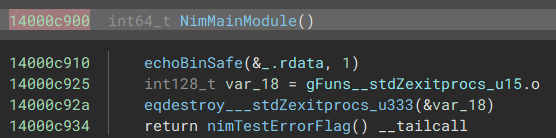 14000c900 int64_t NimMainModule()
14000c910 echoBinSafe(&_.rdata, 1)
14000c925 int128_t var_18 = gFuns__stdZexitprocs_u15.o
14000c92a eqdestroy___stdZexitprocs_u333(&var_18)
14000c934 return nimTestErrorFlag() __tailcall